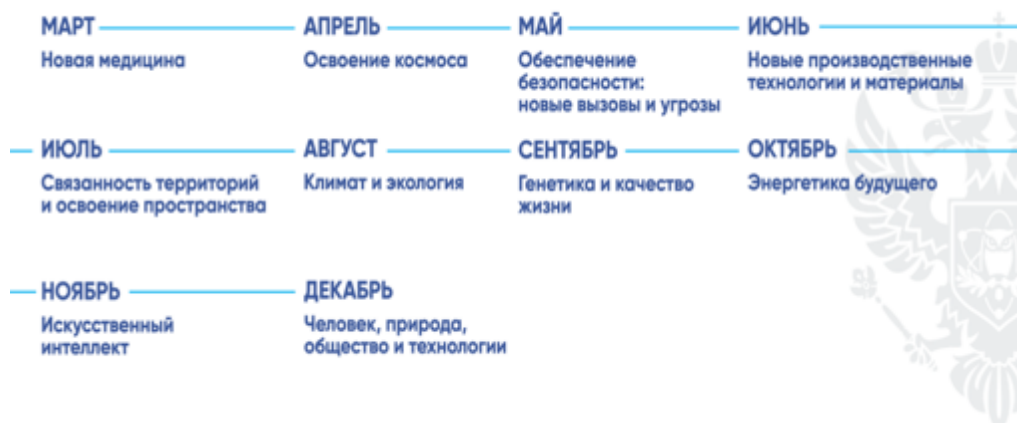 МАРТ
Новая медицина
АПРЕЛЬ
Освоение космоса
МАЙ
Обеспечение
безопасности:
новые вызовы и угрозы
ИЮНЬ
Новые производственные
технологии и материалы
ИЮЛЬ
Связанность территорий
и освоение пространства
АВГУСТ
Климат и экология
СЕНТЯБРЬ
Генетика и качество
жизни
ОКТЯБРЬ
Энергетика будущего
НОЯБРЬ
Искусственный
интеллект
ДЕКАБРЬ
Человек, природа,
общество и технологии